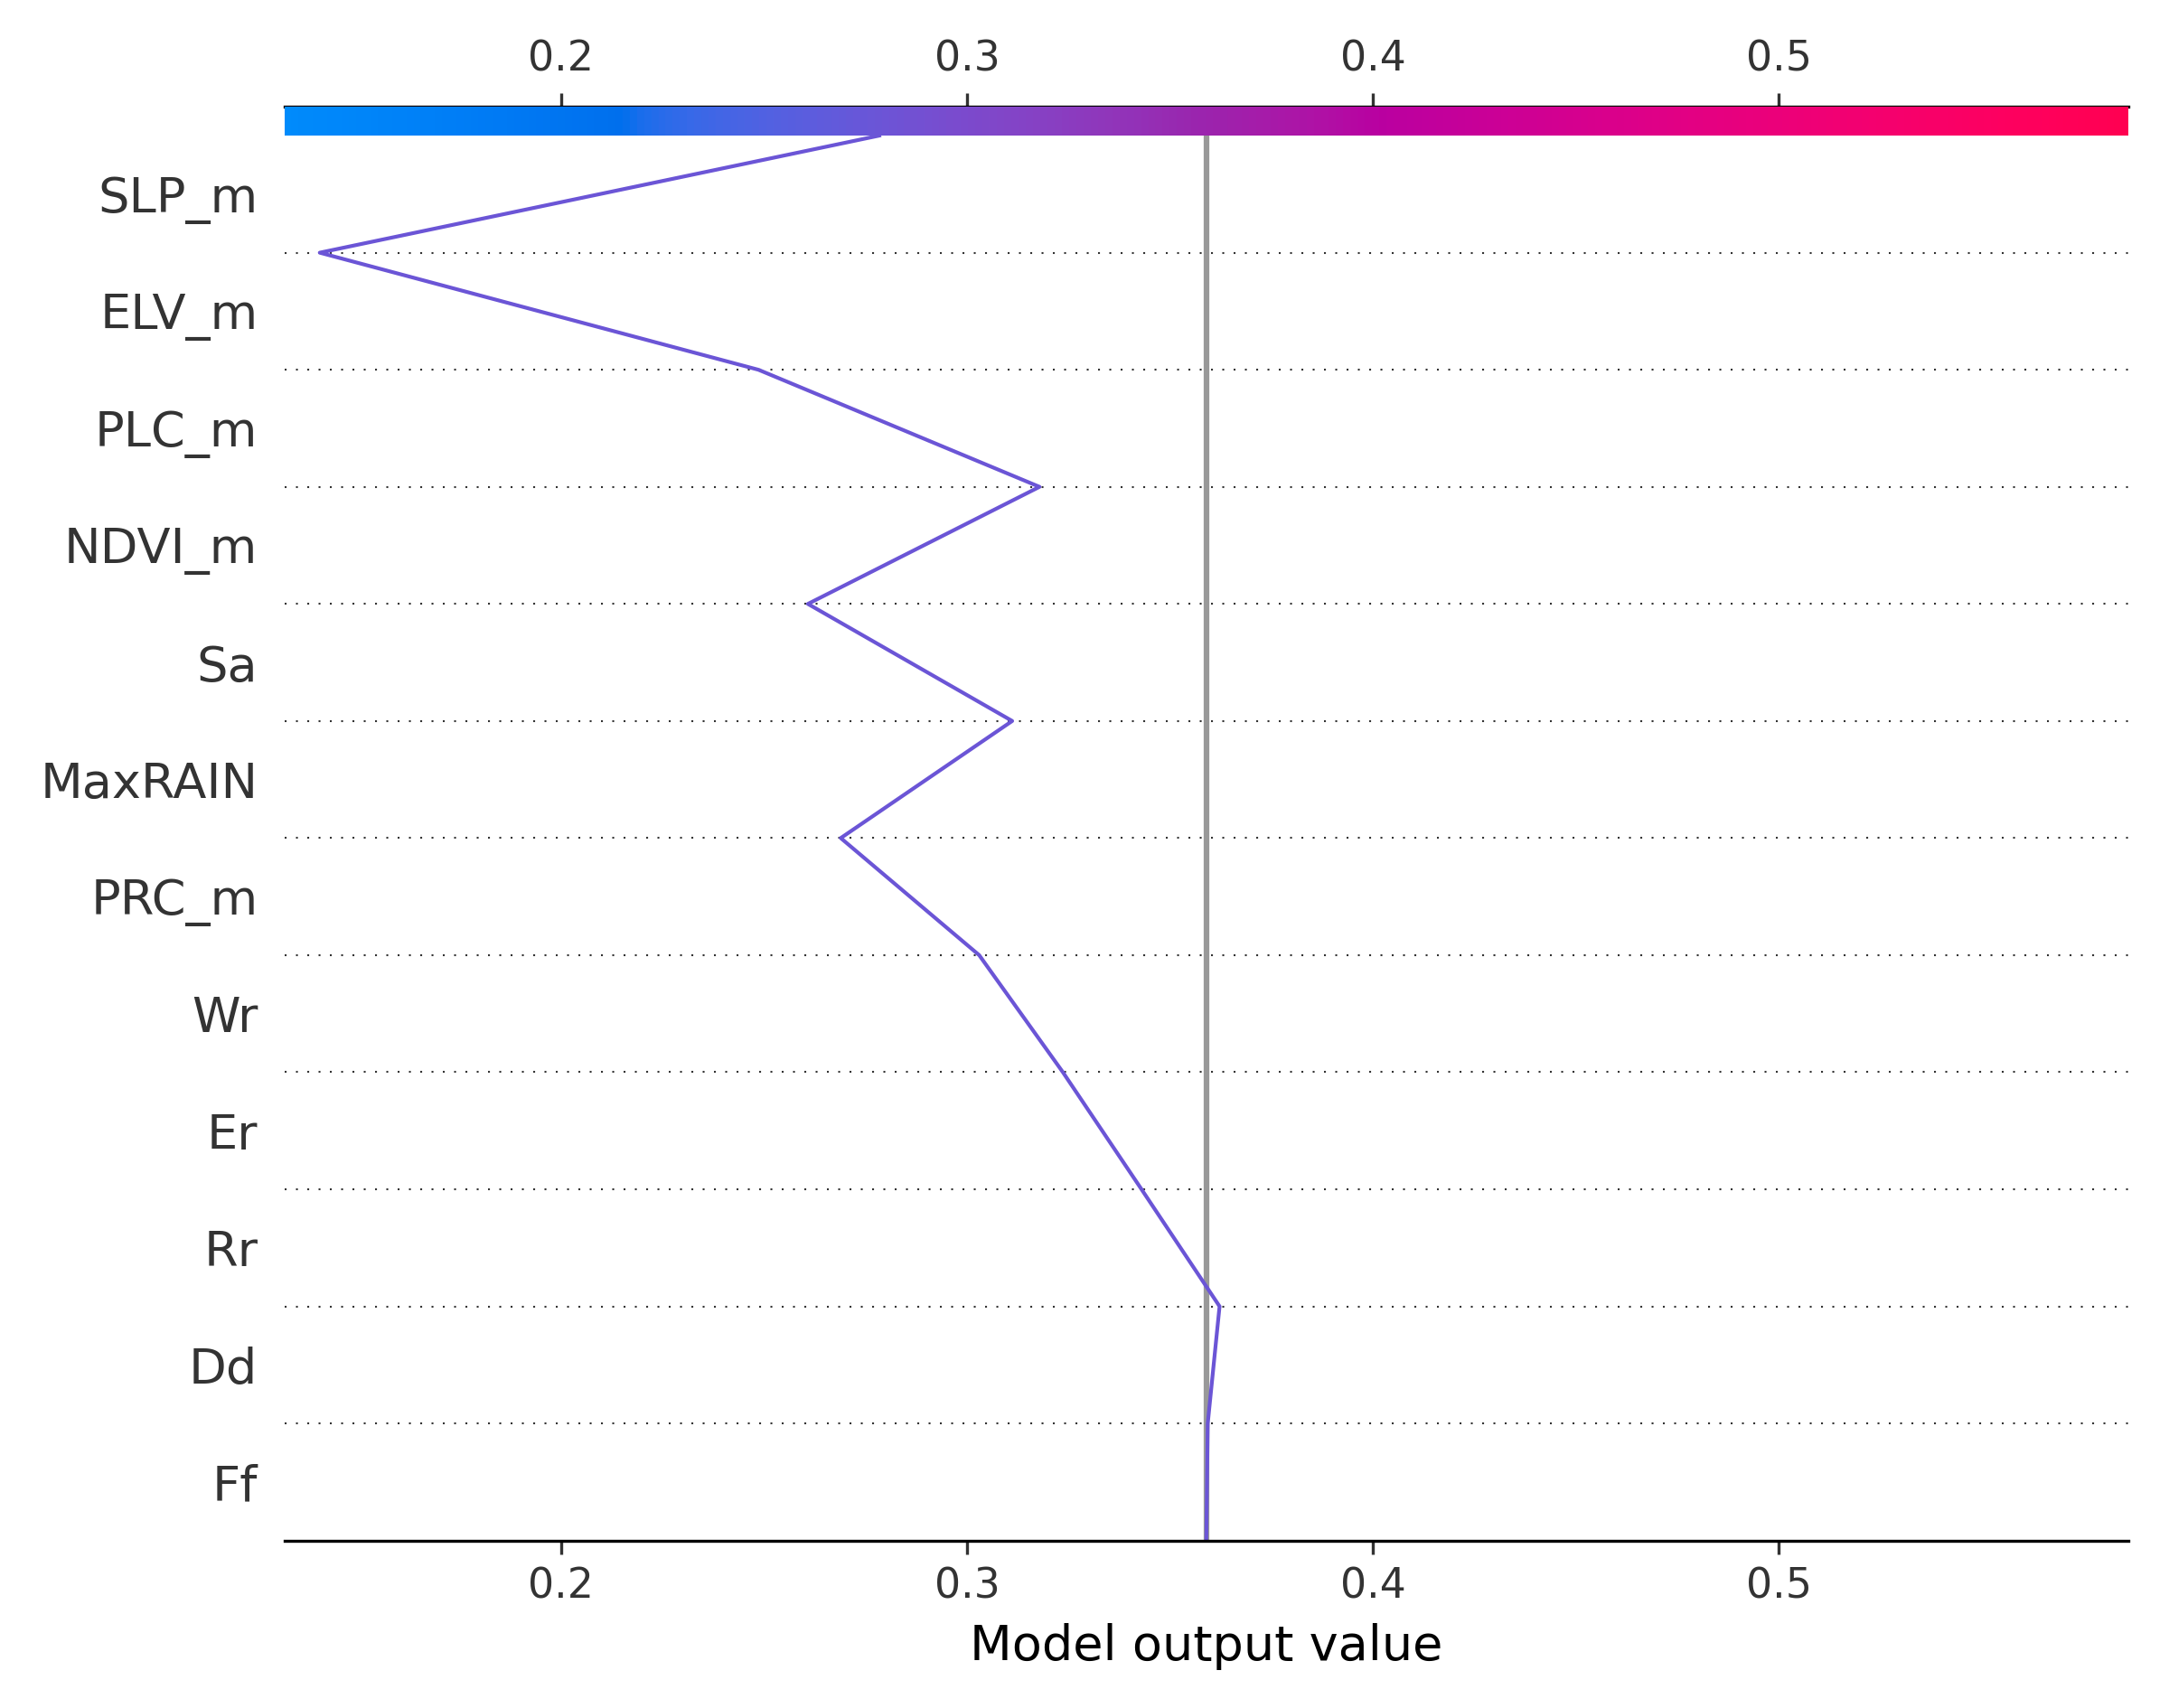 0.2 0.3 0.4 0.5
SLP_m
ELV_m
PLC_m
NDVI_m
Sa
MaxRAIN
PRC_m
Wr
Er
Rr
Dd
Ff
0.2 0.3 0.4 0.5
Model output value